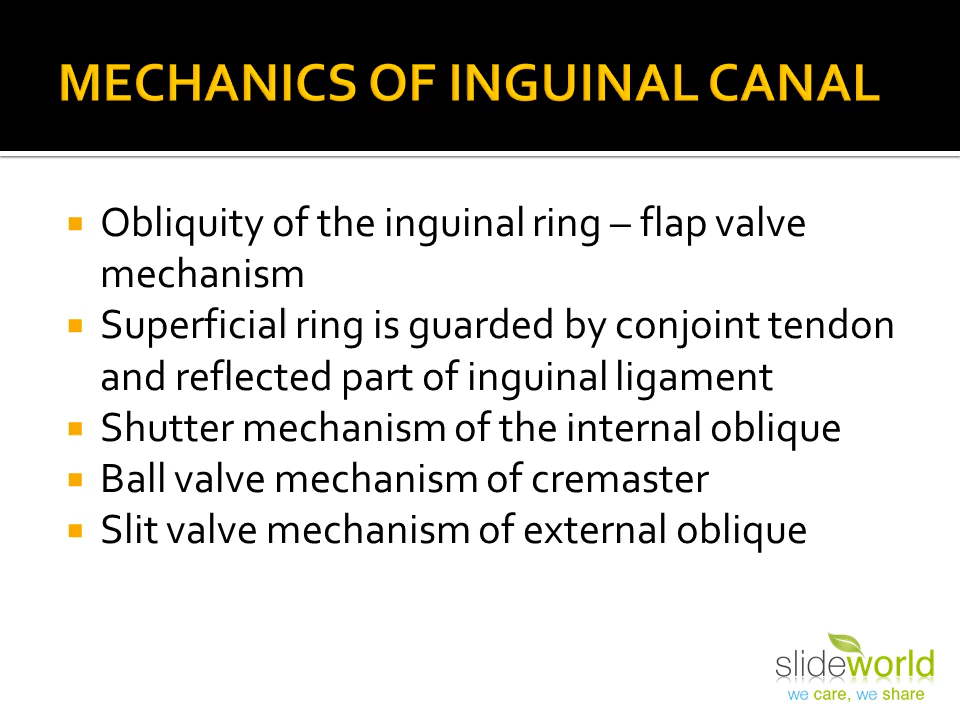 MECHANICS OF INGUINAL CANAL
▪ Obliquity of the inguinal ring – flap valve
mechanism
▪ Superficial ring is guarded by conjoint tendon
and reflected part of inguinal ligament
▪ Shutter mechanism of the internal oblique
▪ Ball valve mechanism of cremaster
▪ Slit valve mechanism of external oblique
slideworld
we care, we share